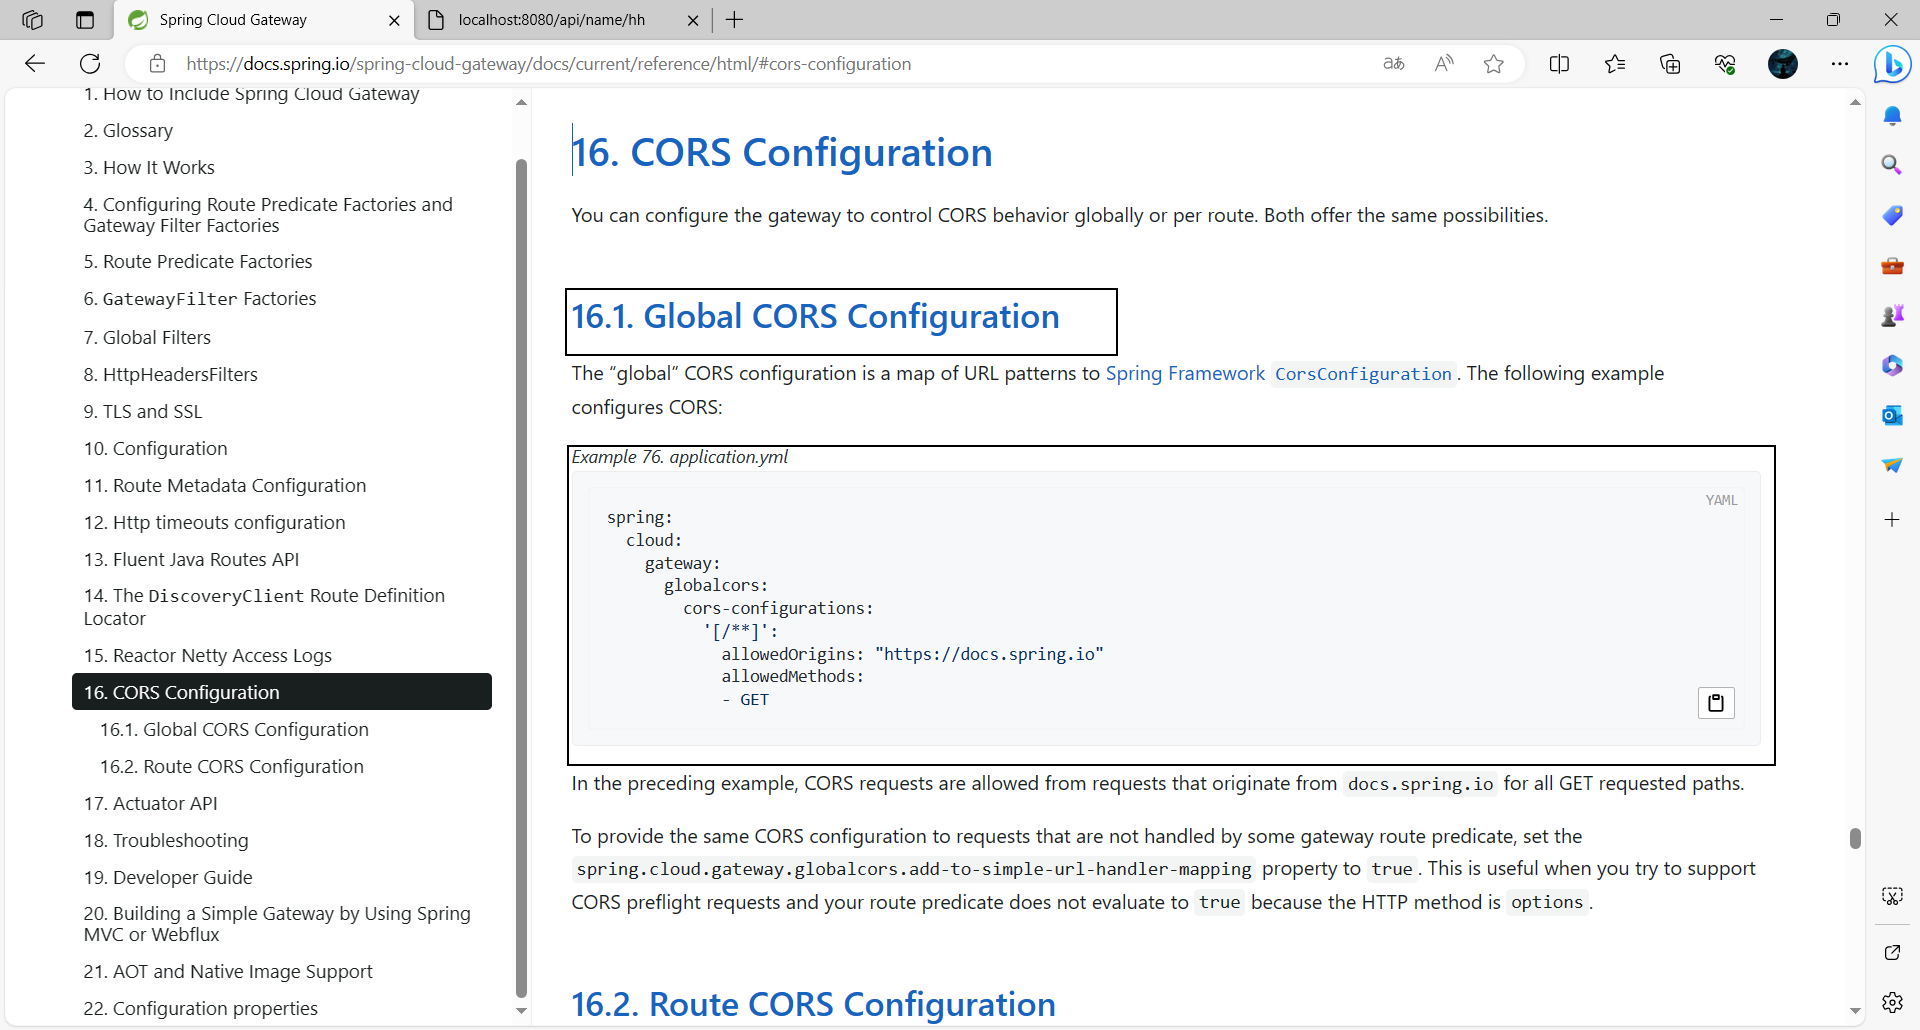 Spring Cloud Gateway
localhost:8080/api/name/hh
https://docs.spring.io/spring-cloud-gateway/docs/current/reference/html/#cors-configuration
1. How to Include Spring Cloud Gateway
2. Glossary
3. How It Works
4. Configuring Route Predicate Factories and
Gateway Filter Factories
5. Route Predicate Factories
6. GatewayFilter Factories
7. Global Filters
8. HttpHeadersFilters
9. TLS and SSL
10. Configuration
11. Route Metadata Configuration
12. Http timeouts configuration
13. Fluent Java Routes API
14. The DiscoveryClient Route Definition
Locator
15. Reactor Netty Access Logs
16. CORS Configuration
16.1. Global CORS Configuration
16.2. Route CORS Configuration
17. Actuator API
18. Troubleshooting
19. Developer Guide
20. Building a Simple Gateway by Using Spring
MVC or Webflux
21. AOT and Native Image Support
22. Configuration properties
16. CORS Configuration
You can configure the gateway to control CORS behavior globally or per route. Both offer the same possibilities.
16.1. Global CORS Configuration
The “global” CORS configuration is a map of URL patterns to Spring Framework CorsConfiguration. The following example
configures CORS:
Example 76. application.yml
YAML
spring:
  cloud:
    gateway:
      globalcors:
        cors-configurations:
          '[/**]':
            allowedOrigins: "https://docs.spring.io"
            allowedMethods:
            - GET
In the preceding example, CORS requests are allowed from requests that originate from docs.spring.io for all GET requested paths.
To provide the same CORS configuration to requests that are not handled by some gateway route predicate, set the
spring.cloud.gateway.globalcors.add-to-simple-url-handler-mapping property to true. This is useful when you try to support
CORS preflight requests and your route predicate does not evaluate to true because the HTTP method is options.
16.2. Route CORS Configuration